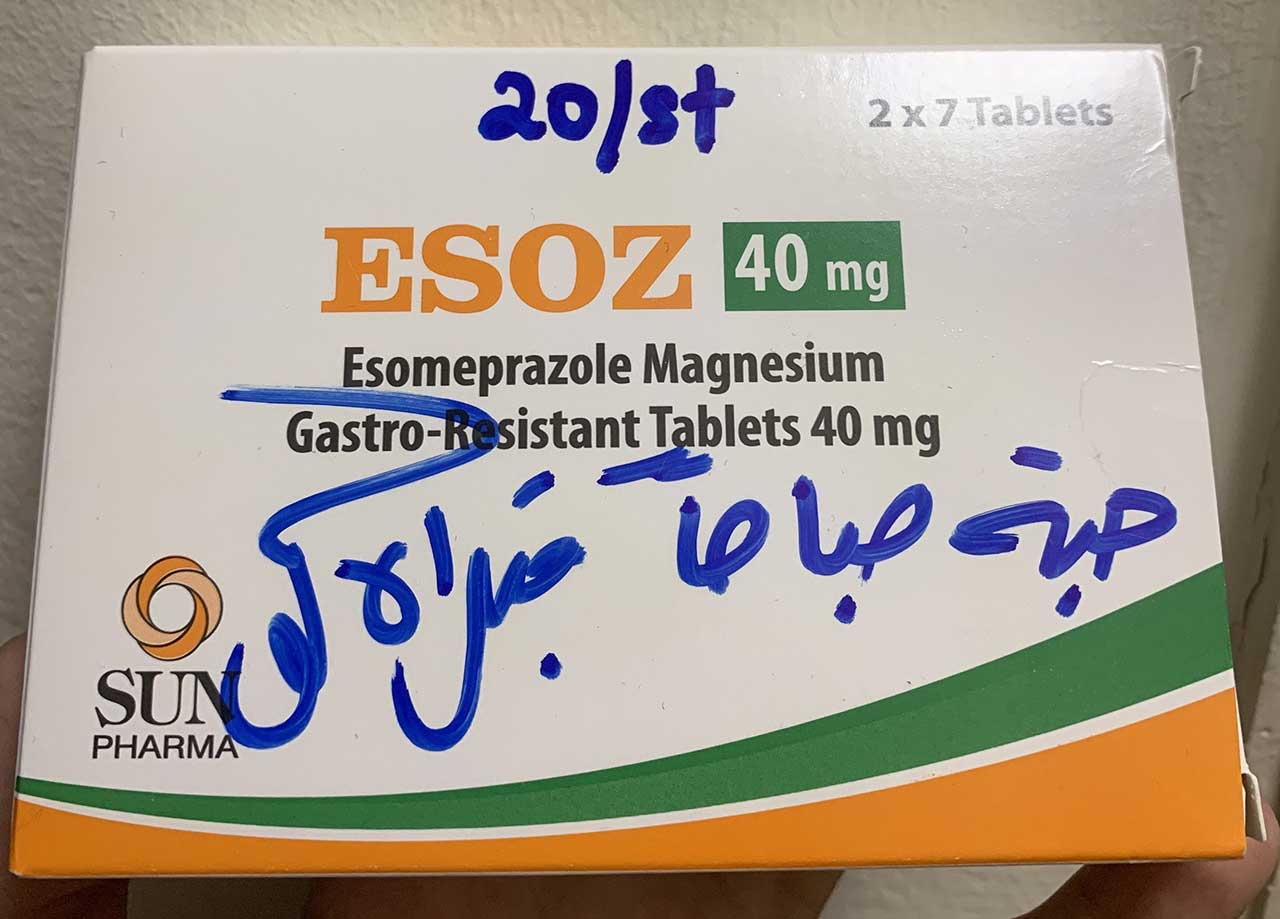 20/st
2 x 7 Tablets
ESOZ 40 mg
Esomeprazole Magnesium
Gastro-Resistant Tablets 40 mg
حبة صباحاً
قبل الاكل
SUN
PHARMA